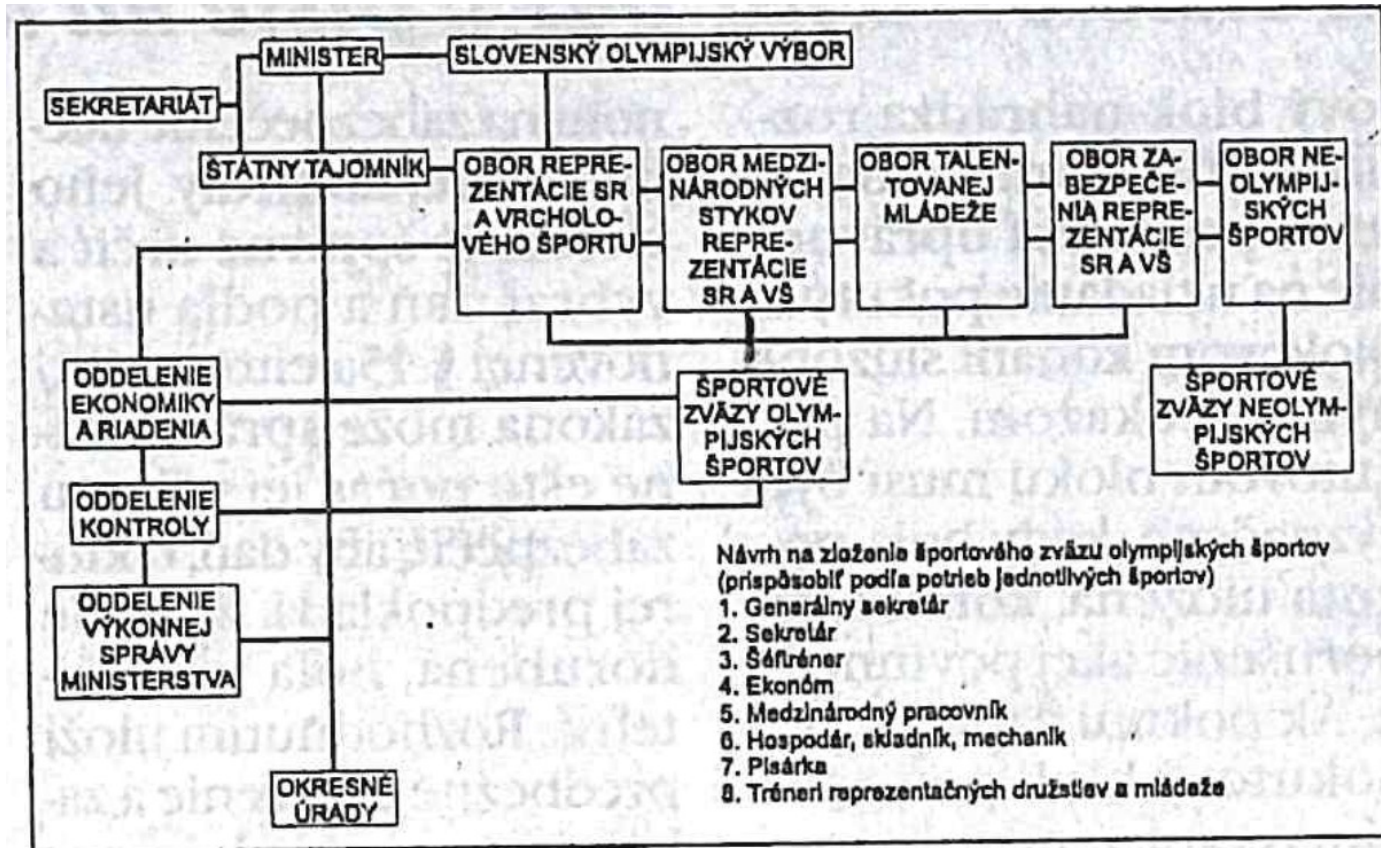 MINISTER
SLOVENSKÝ OLYMPIJSKÝ VÝBOR
SEKRETARIÁT
ŠTÁTNY TAJOMNÍK
OBOR REPRE-
ZENTÁCIE SR
A VRCHOLO-
VÉHO ŠPORTU
OBOR MEDZI-
NÁRODNÝCH
STYKOV
REPRE-
ZENTÁCIE
SR A VŠ
OBOR TALEN-
TOVANEJ
MLÁDEŽE
OBOR ZA-
BEZPEČE-
NIA REPRE-
ZENTÁCIE
SR A VŠ
OBOR NE-
OLYMPIJ-
SKÝCH
ŠPORTOV
ODDELENIE
EKONOMIKY
A RIADENIA
ŠPORTOVÉ
ZVÄZY OLYM-
PIJSKÝCH
ŠPORTOV
ŠPORTOVÉ
ZVÄZY NEOLYM-
PIJSKÝCH
ŠPORTOV
ODDELENIE
KONTROLY
ODDELENIE
VÝKONNEJ
SPRÁVY
MINISTERSTVA
OKRESNÉ
ÚRADY
Návrh na zloženie športového zväzu olympijských športov
(prispôsobiť podľa potrieb jednotlivých športov)
1. Generálny sekretár
2. Sekretár
3. Šéftréner
4. Ekonóm
5. Medzinárodný pracovník
6. Hospodár, skladník, mechanik
7. Pisárka
8. Tréneri reprezentačných družstiev a mládeže